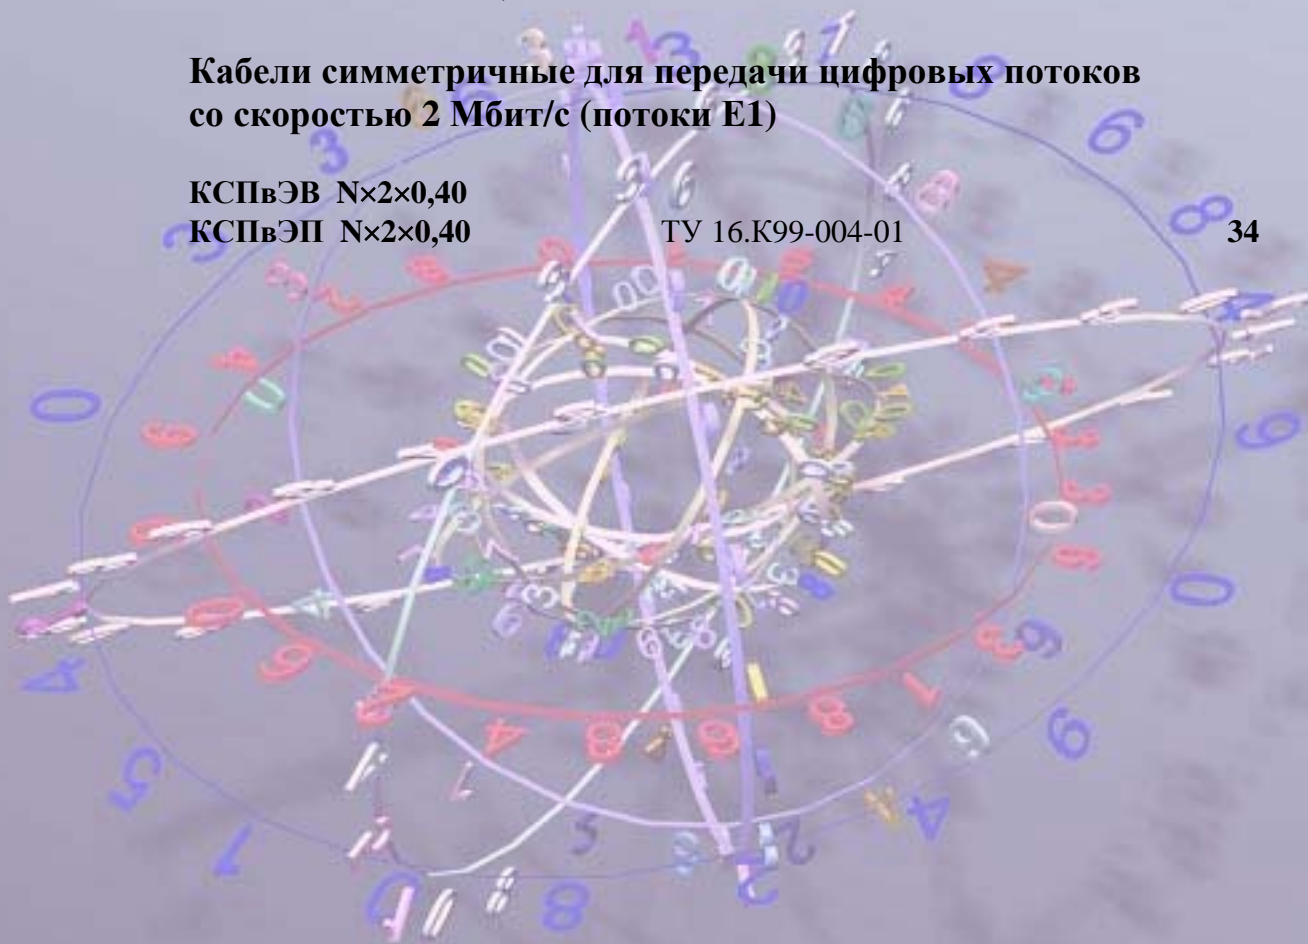 Кабели симметричные для передачи цифровых потоков
со скоростью 2 Мбит/с (потоки Е1)
КСПвЭВ N×2×0,40
КСПвЭП N×2×0,40 ТУ 16.К99-004-01 34